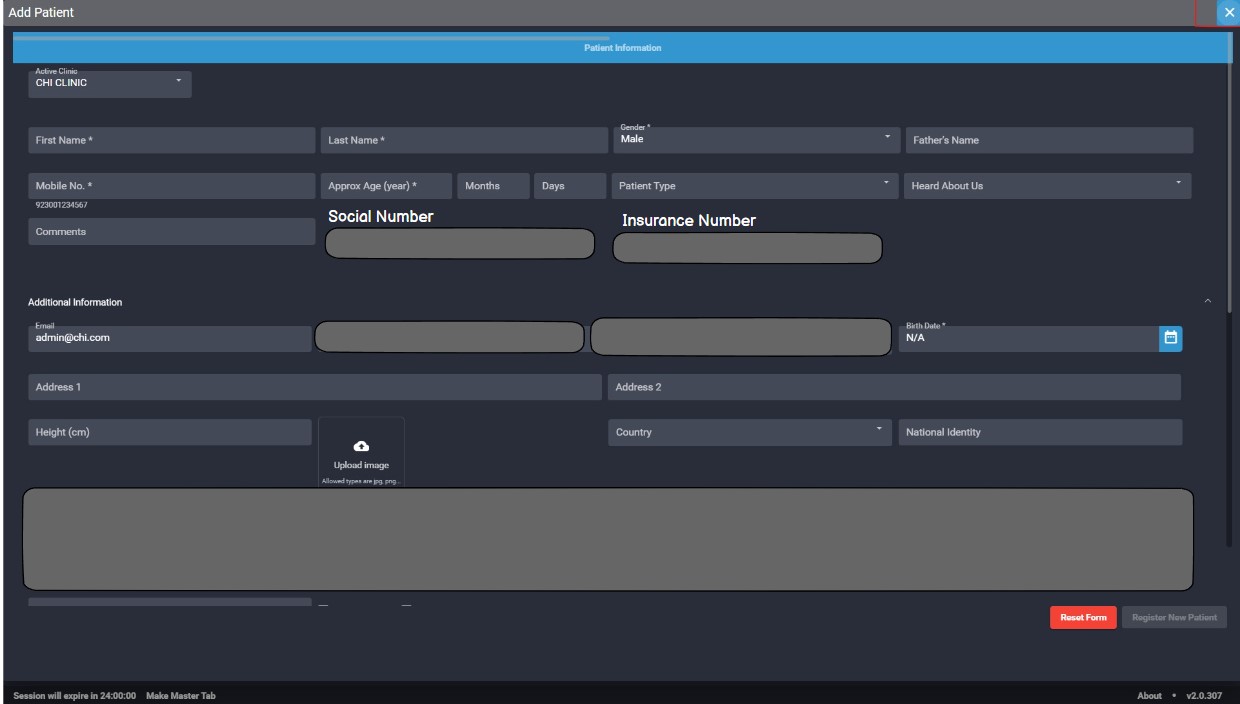 Add Patient
Patient Information
Active Clinic
CHI CLINIC
First Name *
Last Name *
Gender *
Male
Father's Name
Mobile No. *
Approx Age (year) *
Months
Days
Patient Type
Heard About Us
923001234567
Social Number
Insurance Number
Comments
Additional Information
Email
admin@chi.com
Birth Date *
N/A
Address 1
Address 2
Height (cm)
Upload image
Allowed types are jpg, png...
Country
National Identity
Reset Form
Register New Patient
Session will expire in 24:00:00 Make Master Tab
About • v2.0.307